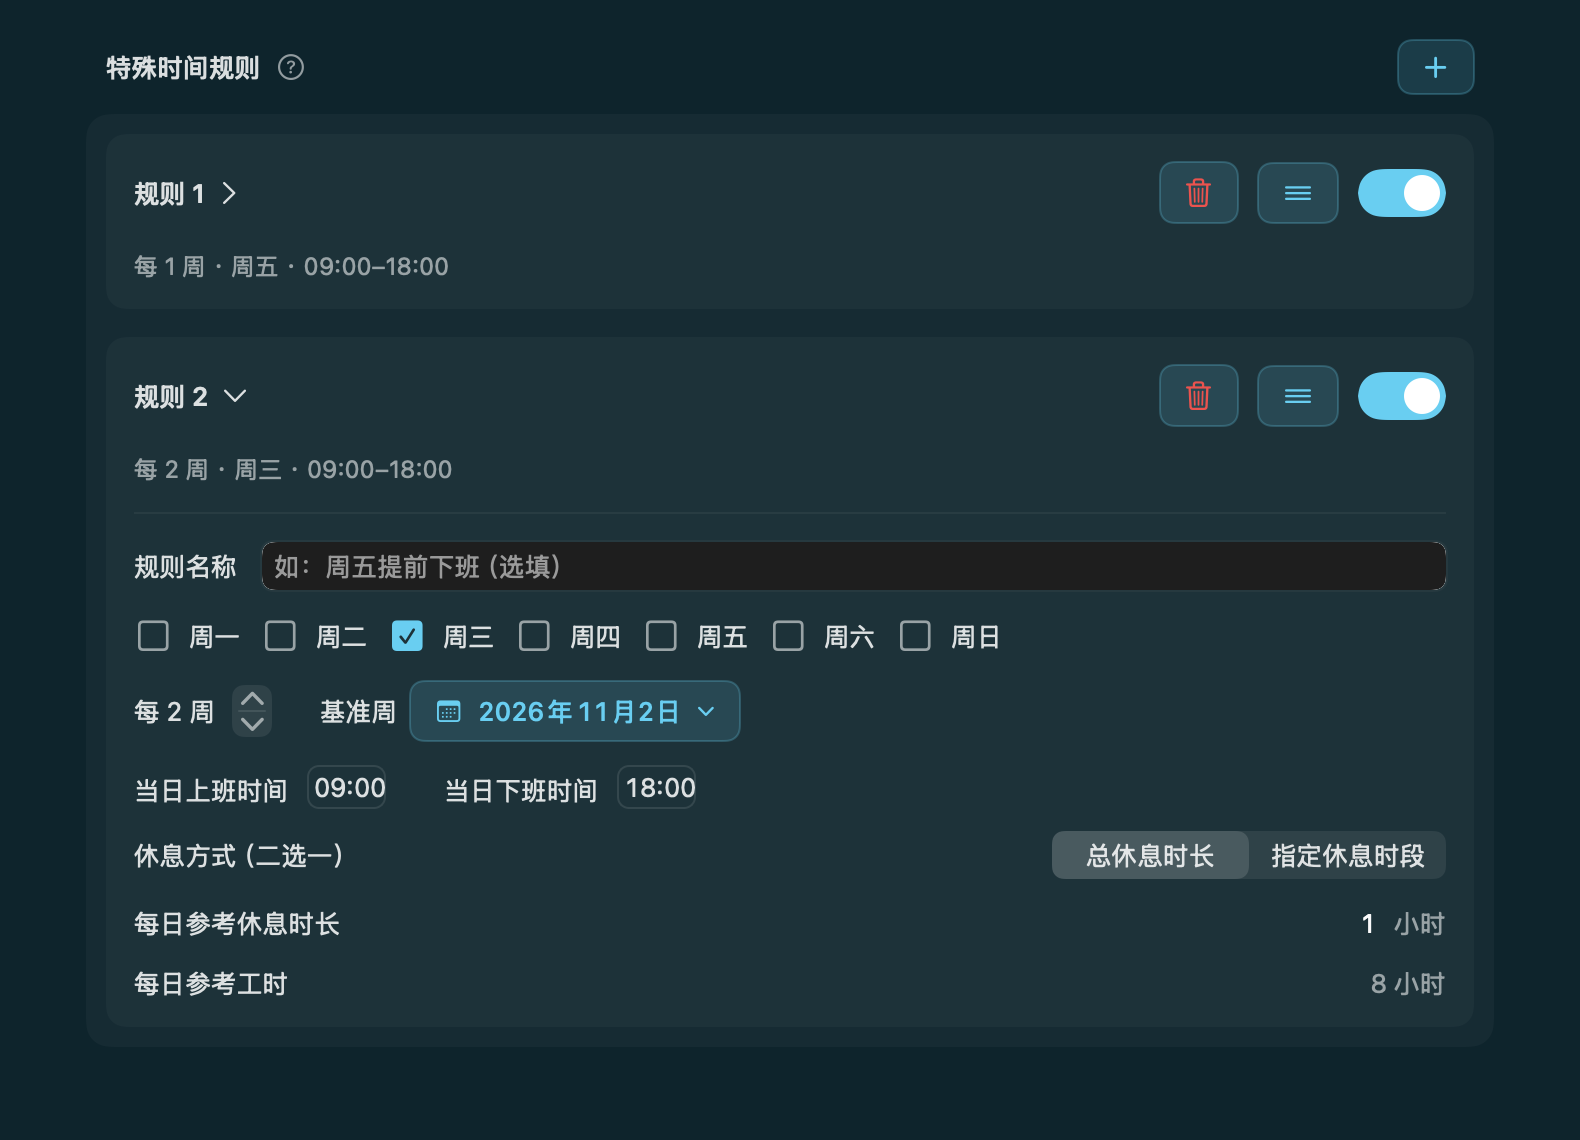 特殊时间规则 ?
规则 1
每 1 周 · 周五 · 09:00–18:00
规则 2
每 2 周 · 周三 · 09:00–18:00
规则名称 如：周五提前下班 (选填)
周一 周二 周三 周四 周五 周六 周日
每 2 周 基准周 2026年11月2日
当日上班时间 09:00 当日下班时间 18:00
休息方式 (二选一) 总休息时长 指定休息时段
每日参考休息时长 1 小时
每日参考工时 8 小时